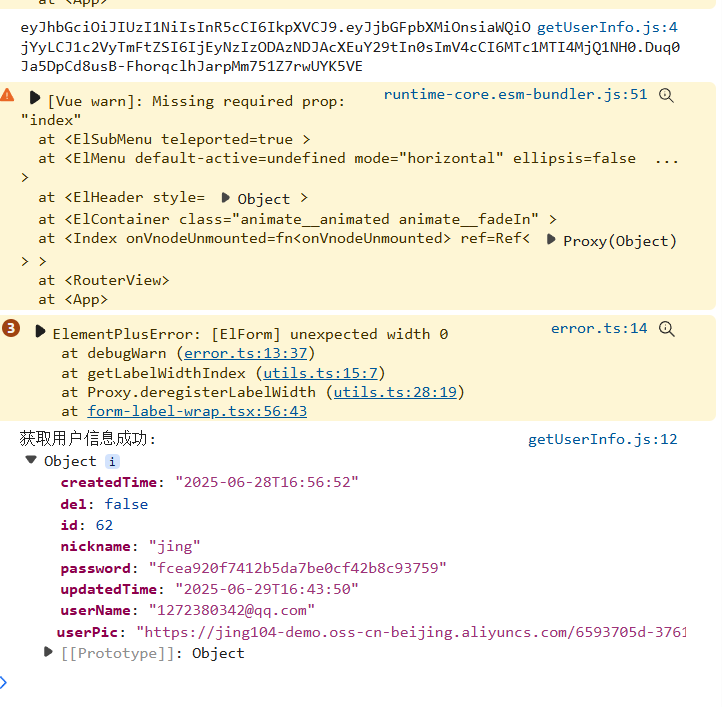 at <App>
eyJhbGciOiJIUzI1NiIsInR5cCI6IkpXVCJ9.eyJjbGFpbXMiOnsiaWQiO getUserInfo.js:4
jYyLCJ1c2VyTmFtZSI6IjEyNzIzODAzNDJAcXEuY29tIn0sImV4cCI6MTc1MTI4MjQ1NH0.Duq0
Ja5DpCd8usB-FhorqclhJarpMm751Z7rwUYK5VE
[Vue warn]: Missing required prop: runtime-core.esm-bundler.js:51
"index"
at <ElSubMenu teleported=true >
at <ElMenu default-active=undefined mode="horizontal" ellipsis=false ...
>
at <ElHeader style= Object >
at <ElContainer class="animate__animated animate__fadeIn" >
at <Index onVnodeUnmounted=fn<onVnodeUnmounted> ref=Ref< Proxy(Object)
> >
at <RouterView>
at <App>
3 ElementPlusError: [ElForm] unexpected width 0 error.ts:14
at debugWarn (error.ts:13:37)
at getLabelWidthIndex (utils.ts:15:7)
at Proxy.deregisterLabelWidth (utils.ts:28:19)
at form-label-wrap.tsx:56:43
获取用户信息成功: getUserInfo.js:12
Object i
createdTime: "2025-06-28T16:56:52"
del: false
id: 62
nickname: "jing"
password: "fcea920f7412b5da7be0cf42b8c93759"
updatedTime: "2025-06-29T16:43:50"
userName: "1272380342@qq.com"
userPic: "https://jing104-demo.oss-cn-beijing.aliyuncs.com/6593705d-3761
[[Prototype]]: Object